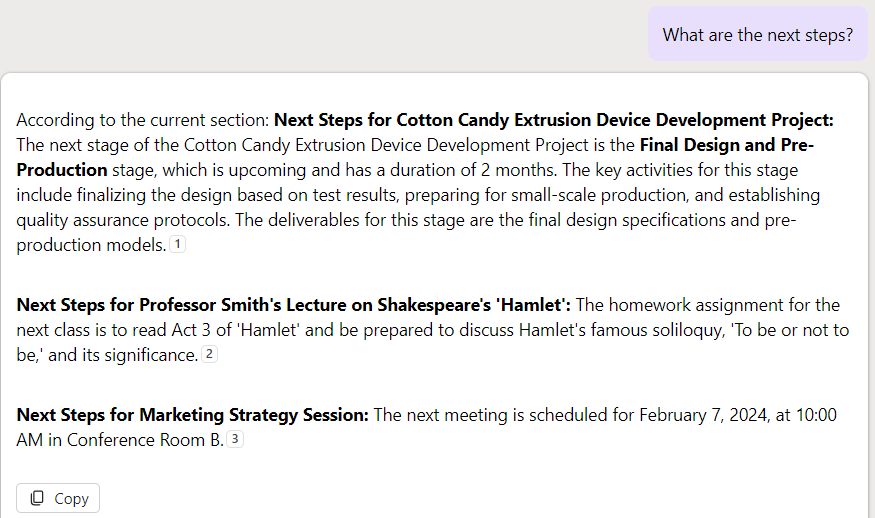 What are the next steps?
According to the current section: Next Steps for Cotton Candy Extrusion Device Development Project:
The next stage of the Cotton Candy Extrusion Device Development Project is the Final Design and Pre-
Production stage, which is upcoming and has a duration of 2 months. The key activities for this stage
include finalizing the design based on test results, preparing for small-scale production, and establishing
quality assurance protocols. The deliverables for this stage are the final design specifications and pre-
production models. 1
Next Steps for Professor Smith's Lecture on Shakespeare's 'Hamlet': The homework assignment for the
next class is to read Act 3 of 'Hamlet' and be prepared to discuss Hamlet's famous soliloquy, 'To be or not to
be,' and its significance. 2
Next Steps for Marketing Strategy Session: The next meeting is scheduled for February 7, 2024, at 10:00
AM in Conference Room B. 3
Copy